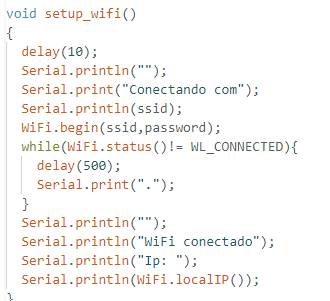 void setup_wifi()
{
  delay(10);
  Serial.println("");
  Serial.print("Conectando com");
  Serial.println(ssid);
  WiFi.begin(ssid,password);
  while(WiFi.status()!= WL_CONNECTED){
    delay(500);
    Serial.print(".");
  }
  Serial.println("");
  Serial.println("WiFi conectado");
  Serial.println("Ip: ");
  Serial.println(WiFi.localIP());
}